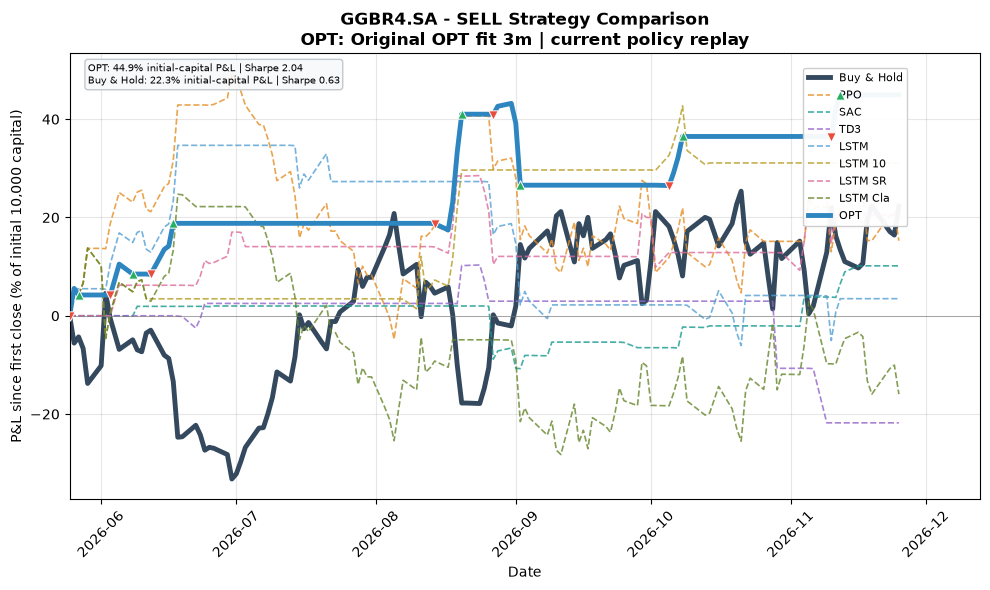 GGBR4.SA - SELL Strategy Comparison
OPT: Original OPT fit 3m | current policy replay
OPT: 44.9% initial-capital P&L | Sharpe 2.04
Buy & Hold: 22.3% initial-capital P&L | Sharpe 0.63
Buy & Hold
PPO
SAC
TD3
LSTM
LSTM 10
LSTM SR
LSTM Cla
OPT
P&L since first close (% of initial 10,000 capital)
40
20
0
−20
2026-06
2026-07
2026-08
2026-09
2026-10
2026-11
2026-12
Date